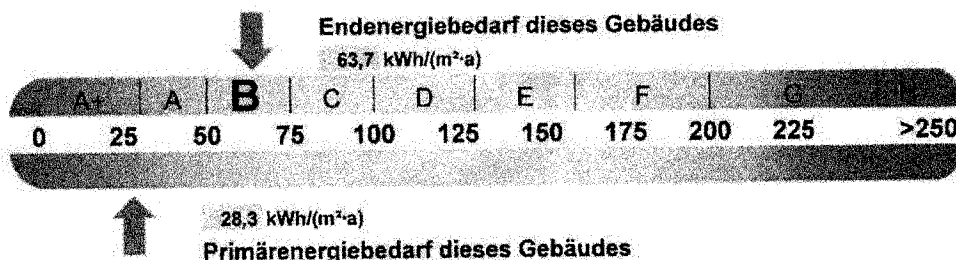 Endenergiebedarf dieses Gebäudes
63,7 kWh/(m²·a)
A+ A B C D E F G H
0 25 50 75 100 125 150 175 200 225 >250
28,3 kWh/(m²·a)
Primärenergiebedarf dieses Gebäudes